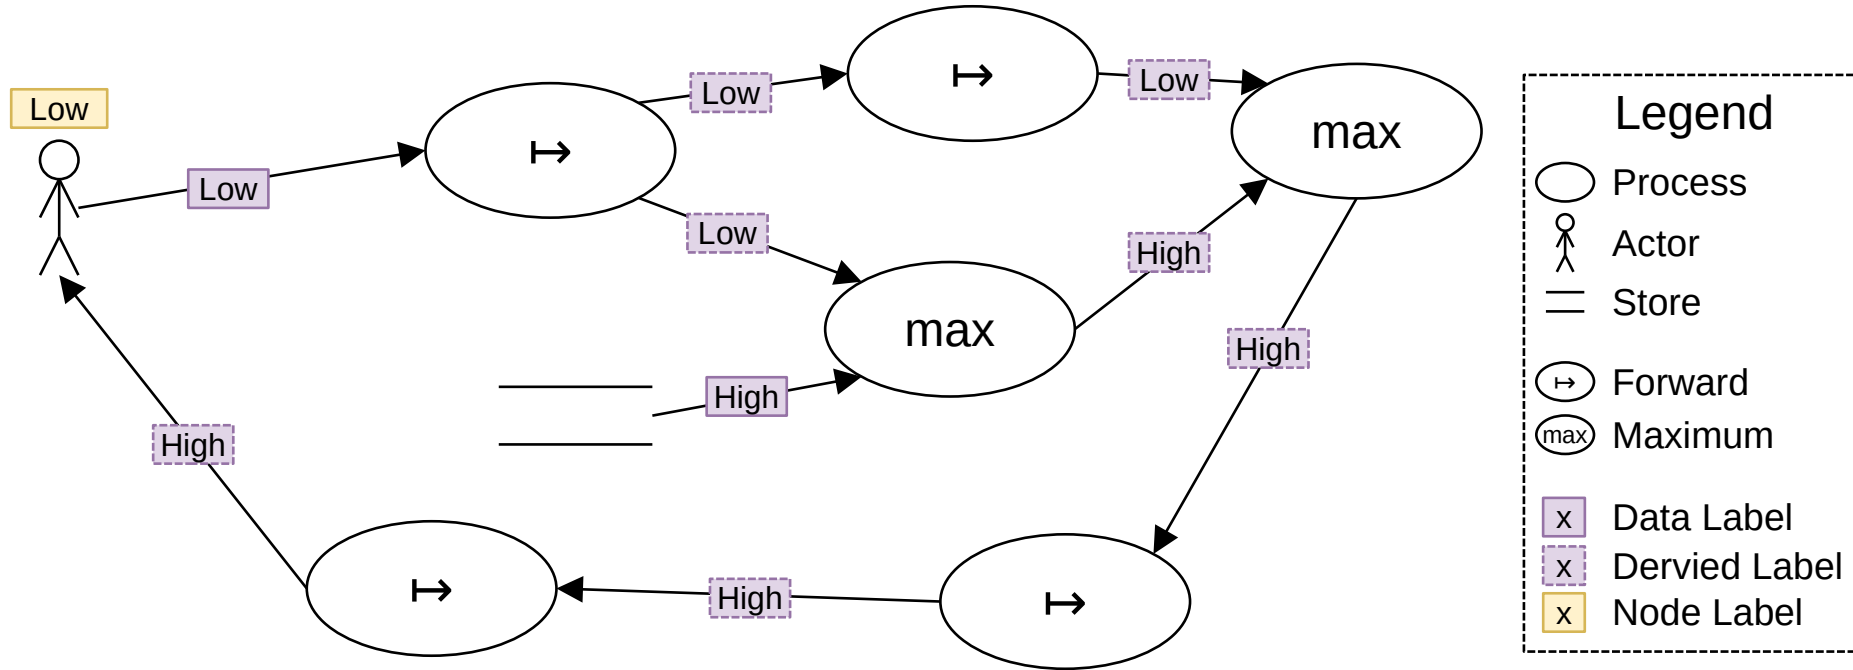 Low
Low
↦
Low
↦
Low
max
Low
max
High
High
High
High
↦
High
↦
Legend
Process
Actor
Store
↦ Forward
max Maximum
x Data Label
x Dervied Label
x Node Label